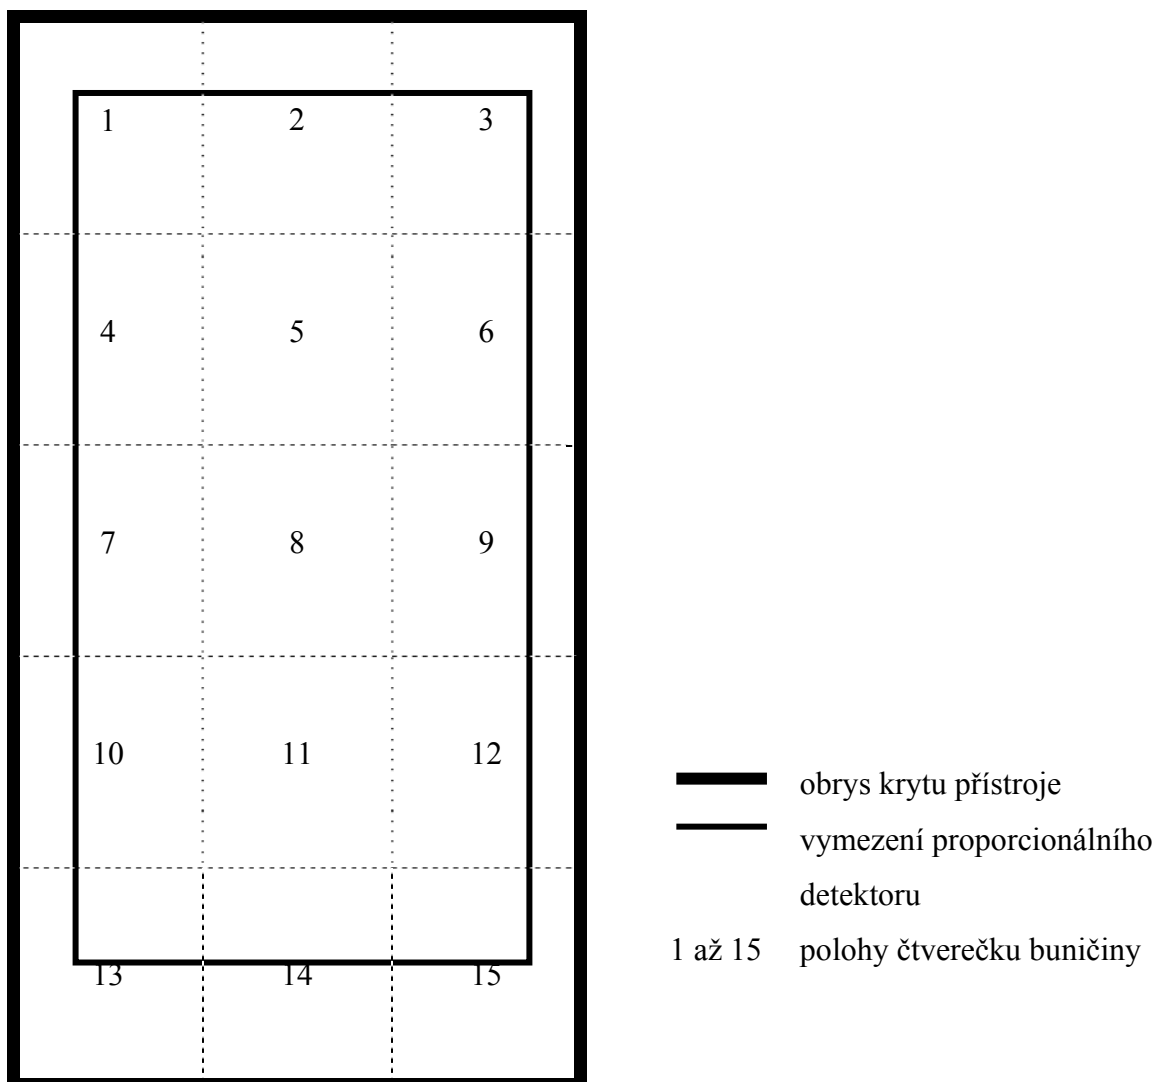 1 2 3
4 5 6
7 8 9
10 11 12
13 14 15
obrys krytu přístroje
vymezení proporcionálního
detektoru
1 až 15 polohy čtverečku buničiny